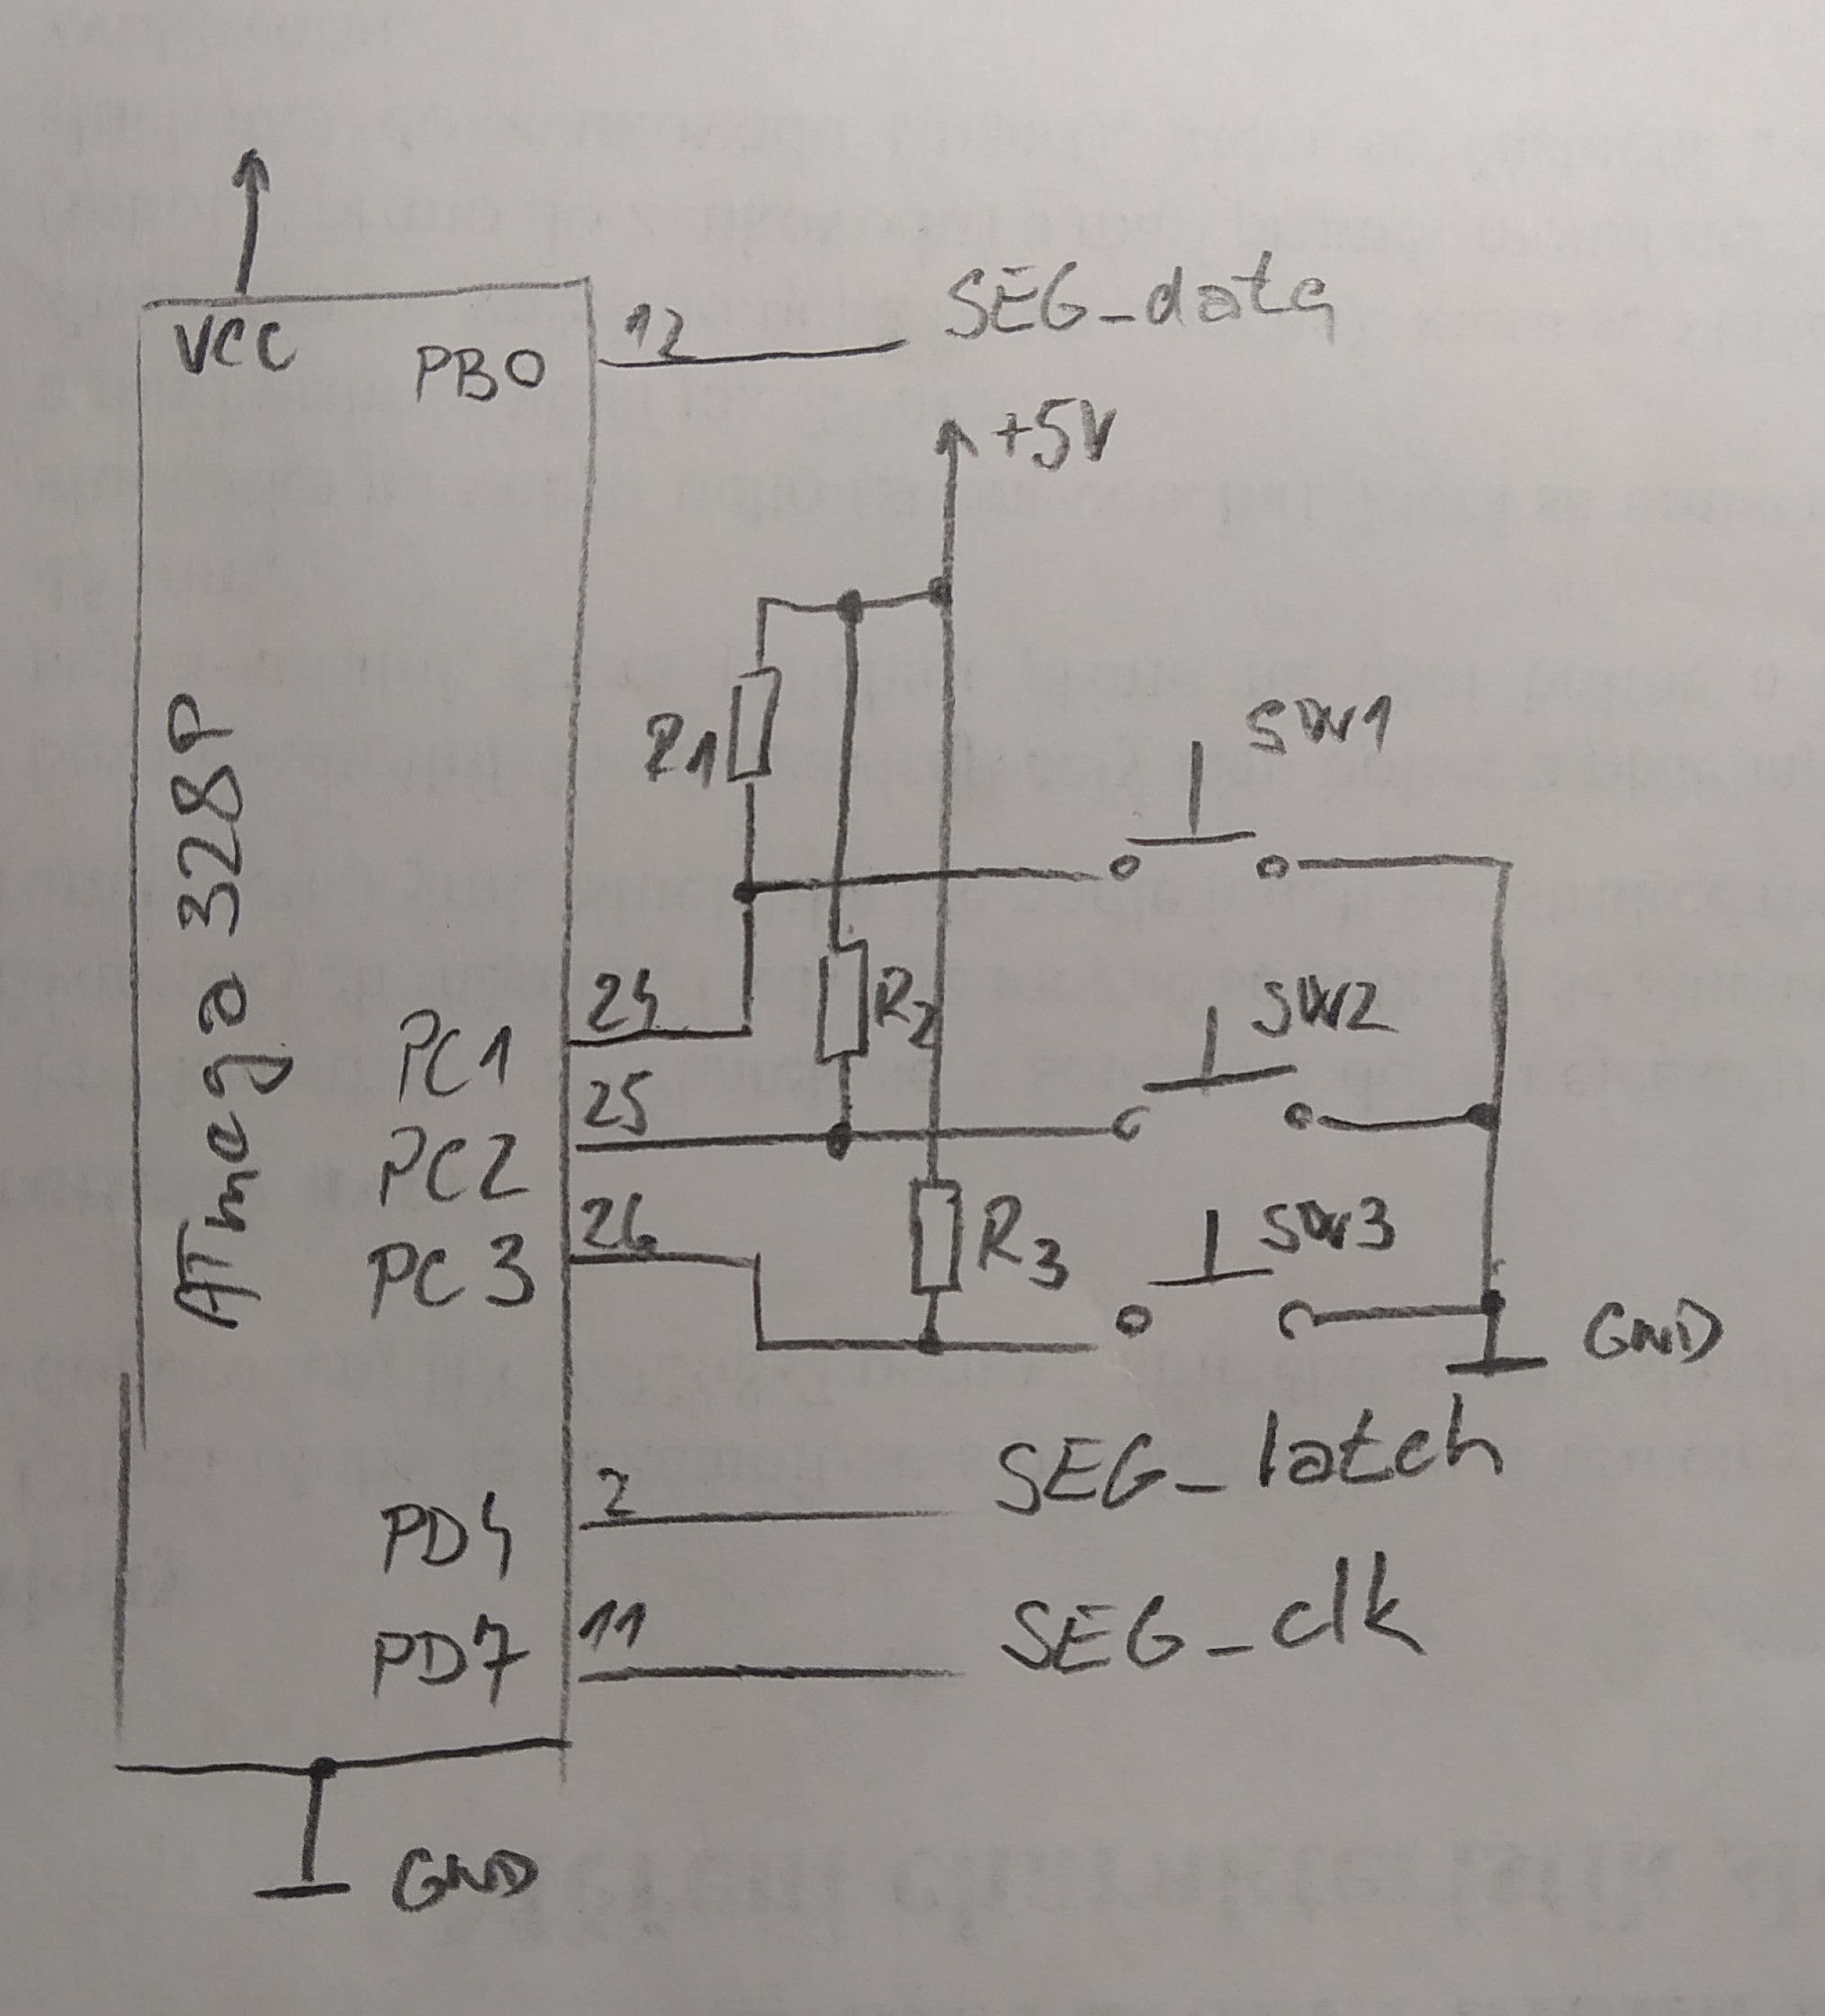 VCC
PB0
12
SEG_data
+5V
ATmega 328P
R1
SW1
PC1
24
R2
SW2
PC2
25
PC3
26
R3
SW3
GND
PD4
2
SEG_latch
PD7
11
SEG_clk
GND